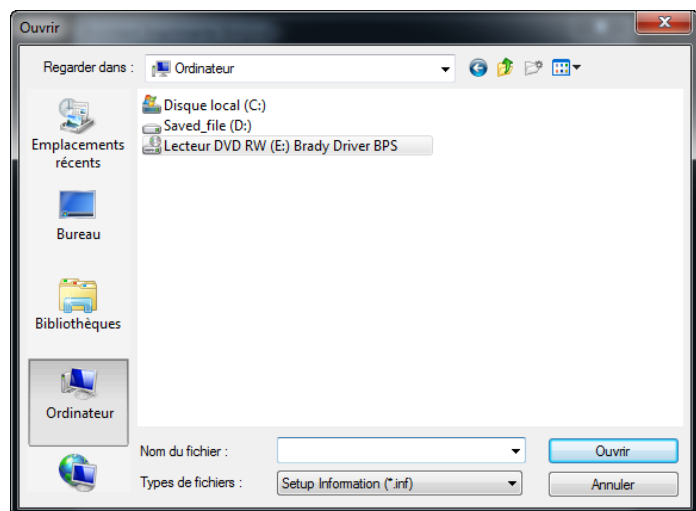 Ouvrir
Regarder dans :
Ordinateur
Disque local (C:)
Saved_file (D:)
Lecteur DVD RW (E:) Brady Driver BPS
Emplacements
récents
Bureau
Bibliothèques
Ordinateur
Nom du fichier :
Ouvrir
Types de fichiers :
Setup Information (*.inf)
Annuler